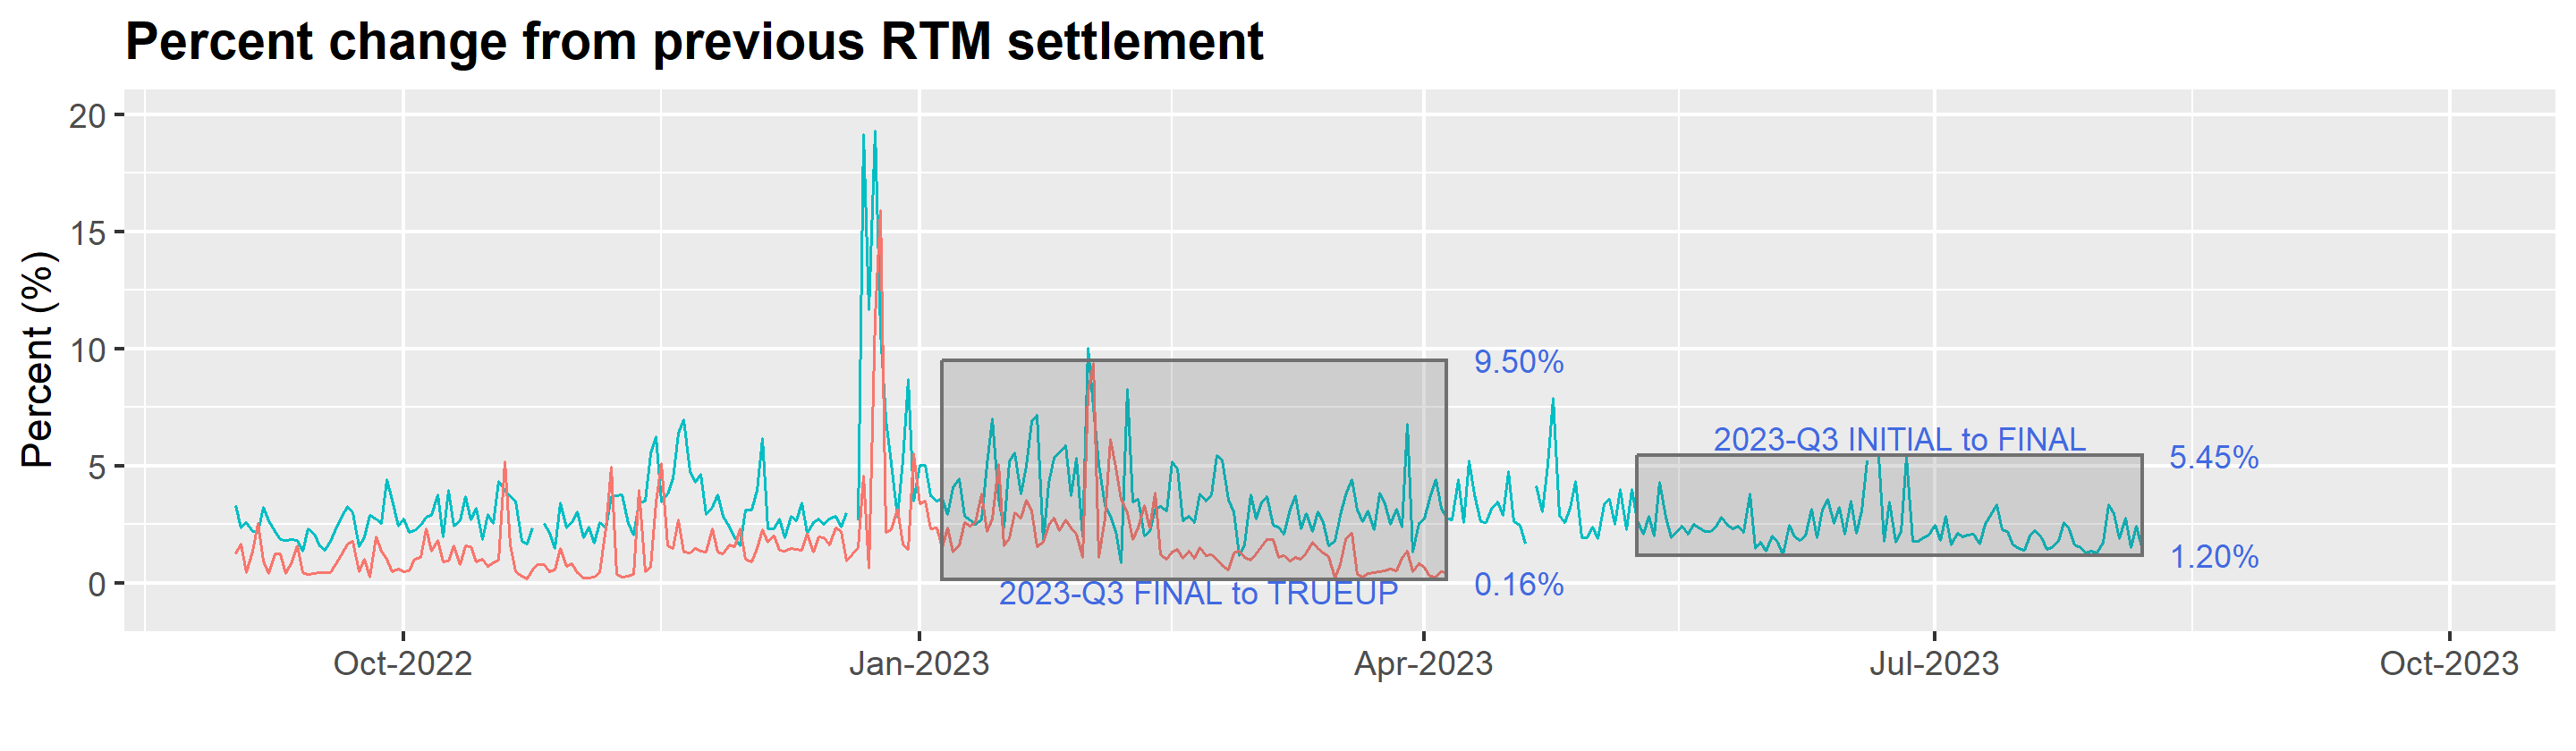 Percent change from previous RTM settlement
Percent (%)
20
15
10
5
0
9.50%
2023-Q3 INITIAL to FINAL
5.45%
1.20%
0.16%
2023-Q3 FINAL to TRUEUP
Oct-2022
Jan-2023
Apr-2023
Jul-2023
Oct-2023